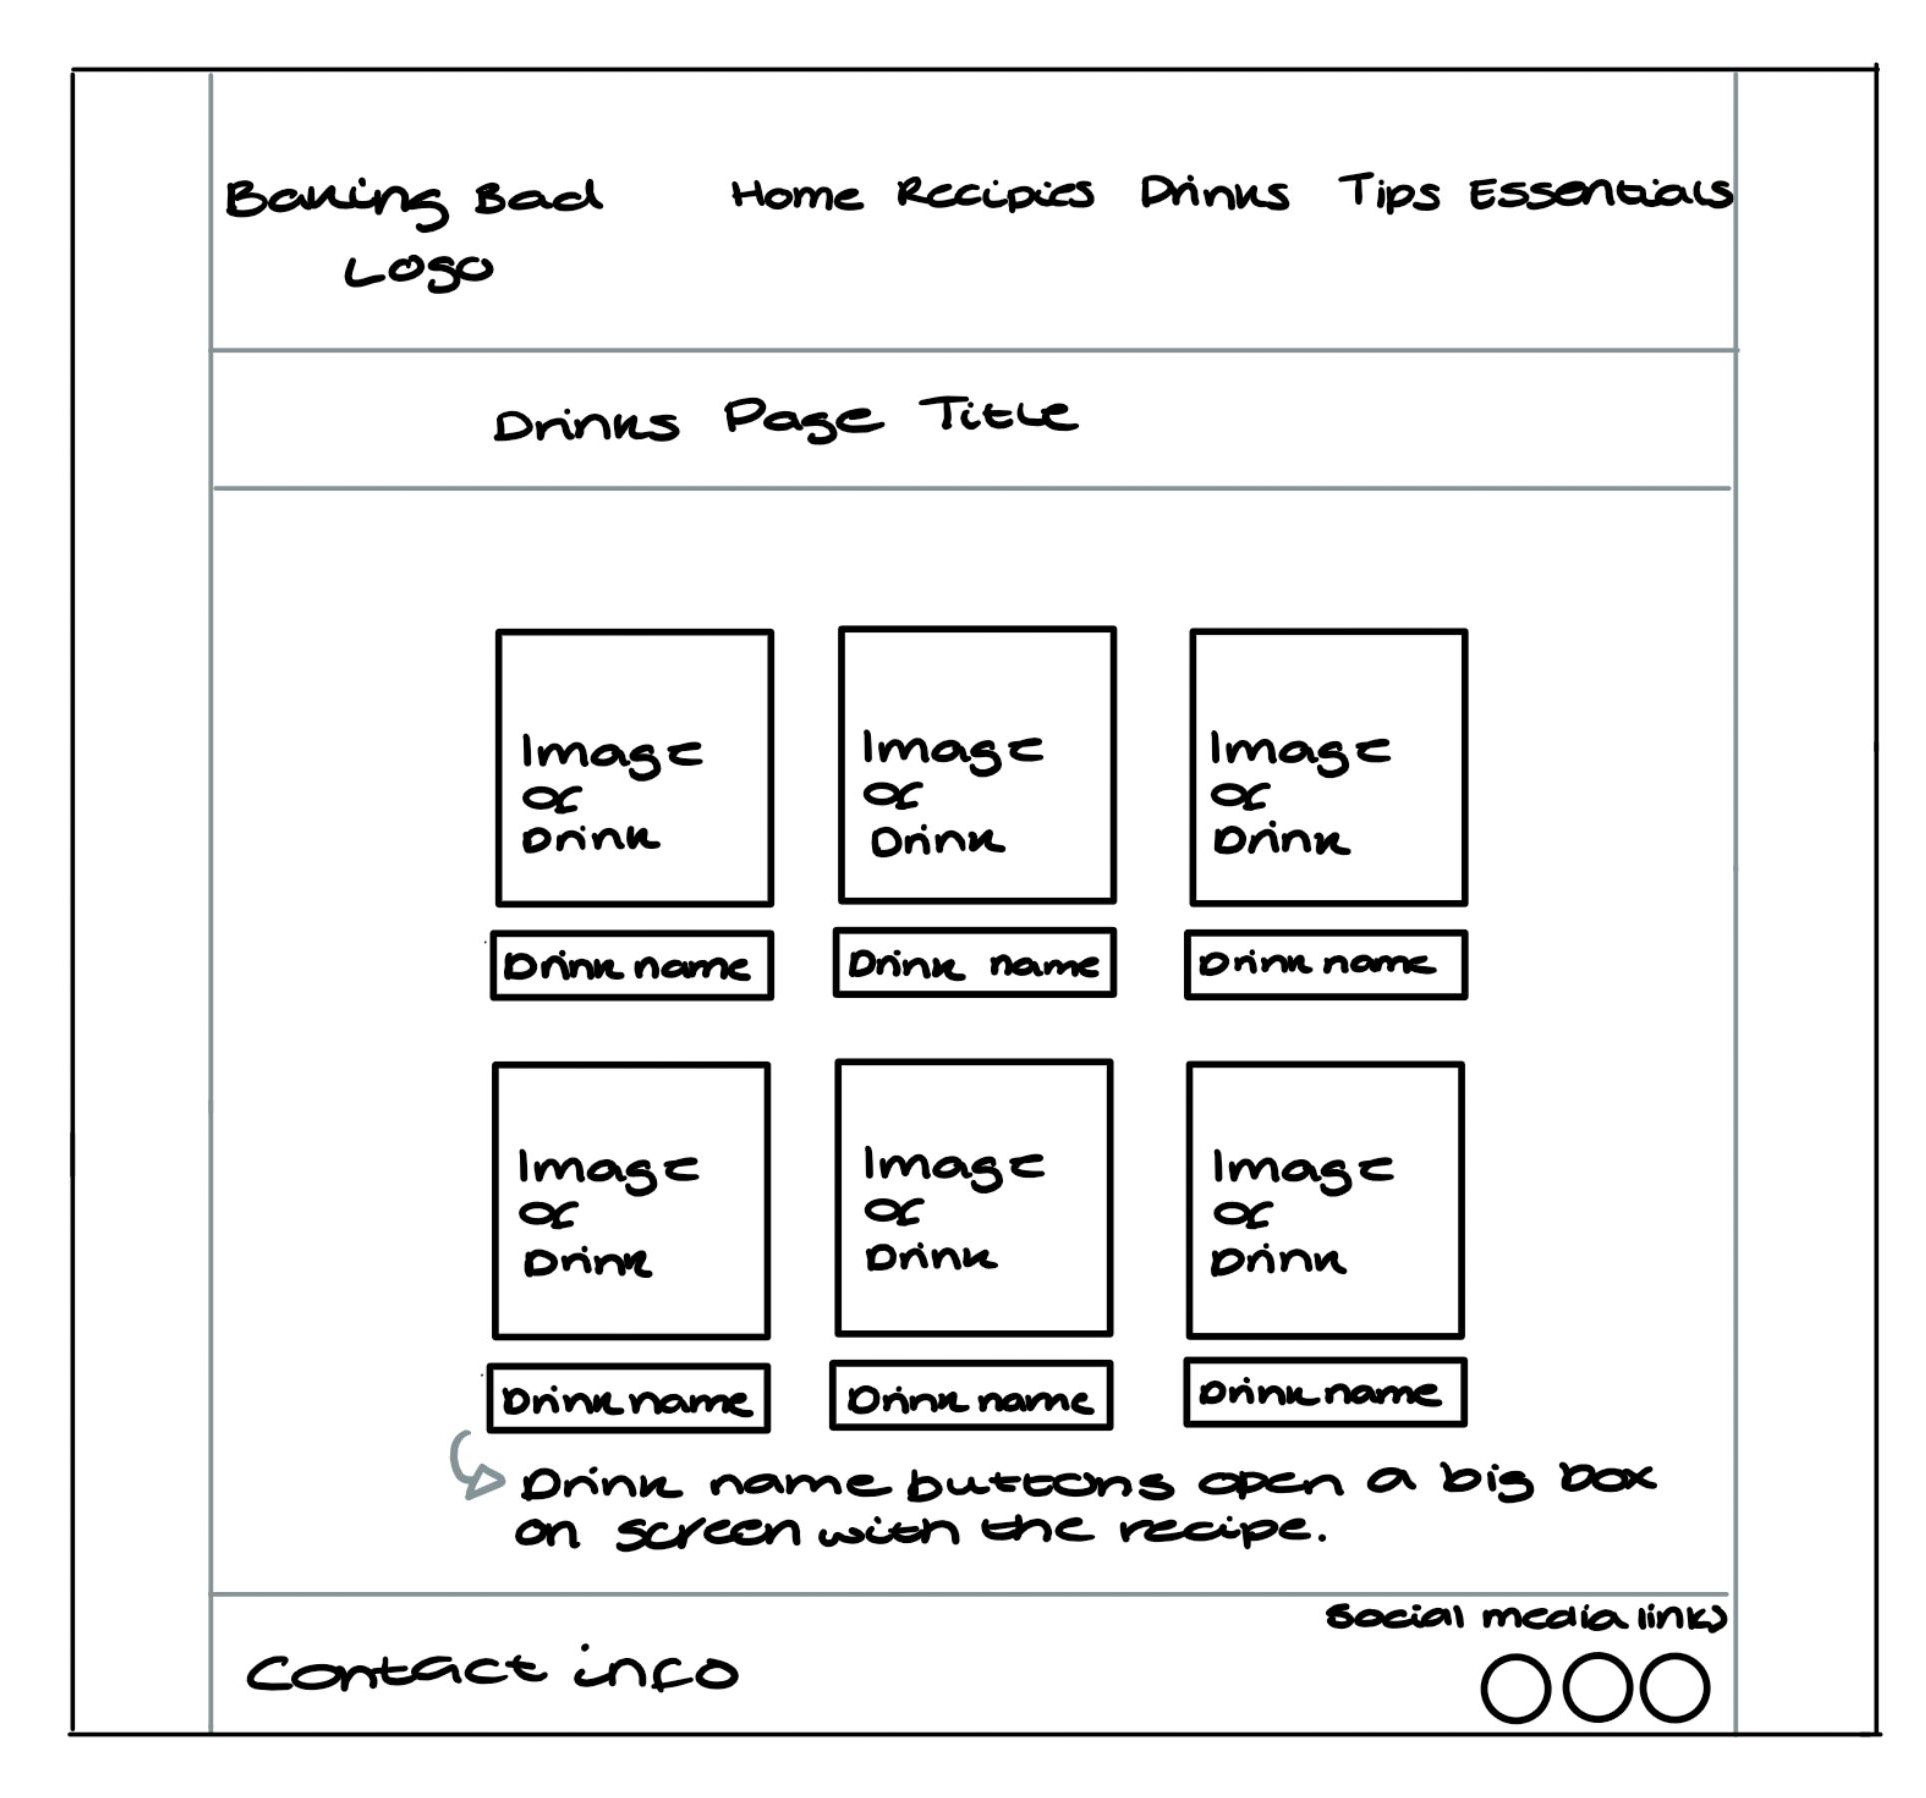 Baking Bad
Logo
Home Recipies Drinks Tips Essentials
Drinks Page Title
Image
of
Drink
Image
of
Drink
Image
of
Drink
Drink name
Drink name
Drink name
Image
of
Drink
Image
of
Drink
Image
of
Drink
Drink name
Drink name
Drink name
Drink name buttons open a big box
on screen with the recipe.
Social media links
Contact info